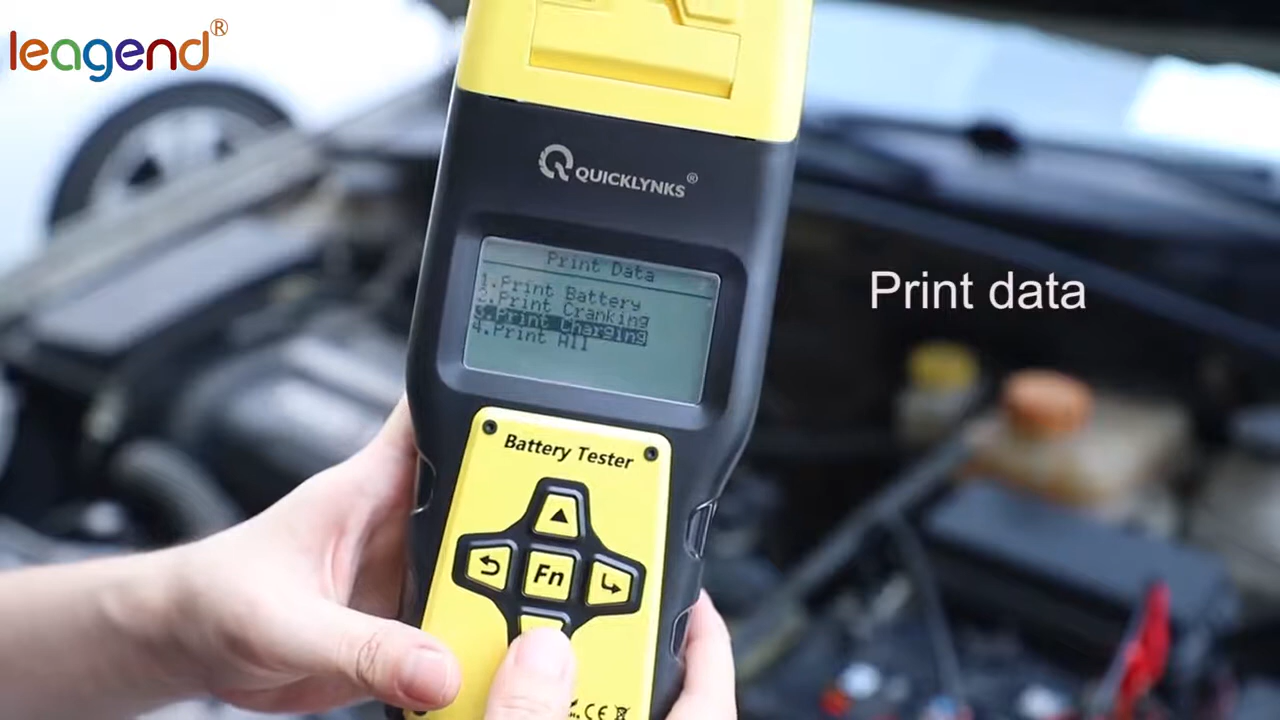 leagend®
QUICKLYNKS®
Print Data
1.Print Battery
2.Print Cranking
3.Print Charging
4.Print All
Print data
Battery Tester
Fn
CE